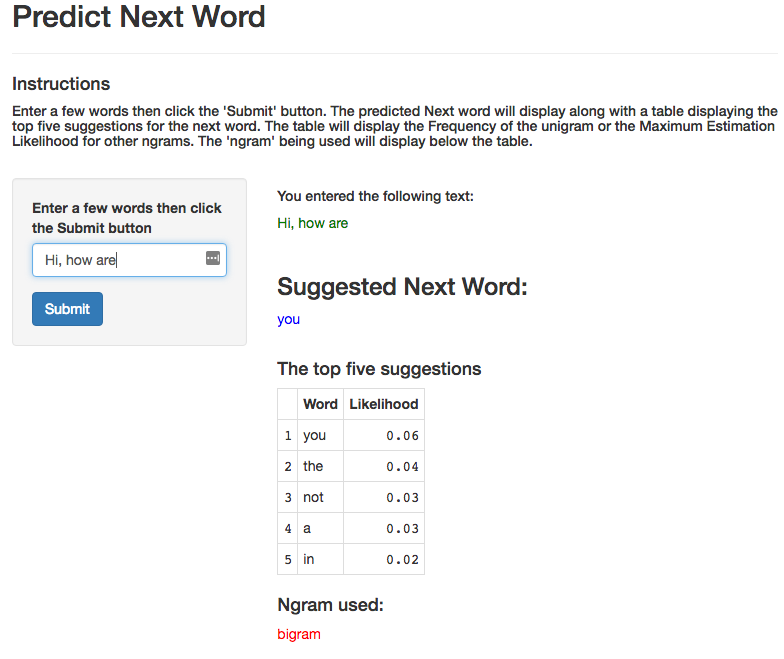 Predict Next Word
Instructions
Enter a few words then click the 'Submit' button. The predicted Next word will display along with a table displaying the
top five suggestions for the next word. The table will display the Frequency of the unigram or the Maximum Estimation
Likelihood for other ngrams. The 'ngram' being used will display below the table.
Enter a few words then click
the Submit button
Hi, how are
Submit
You entered the following text:
Hi, how are
Suggested Next Word:
you
The top five suggestions
Word Likelihood
1 you 0.06
2 the 0.04
3 not 0.03
4 a 0.03
5 in 0.02
Ngram used:
bigram